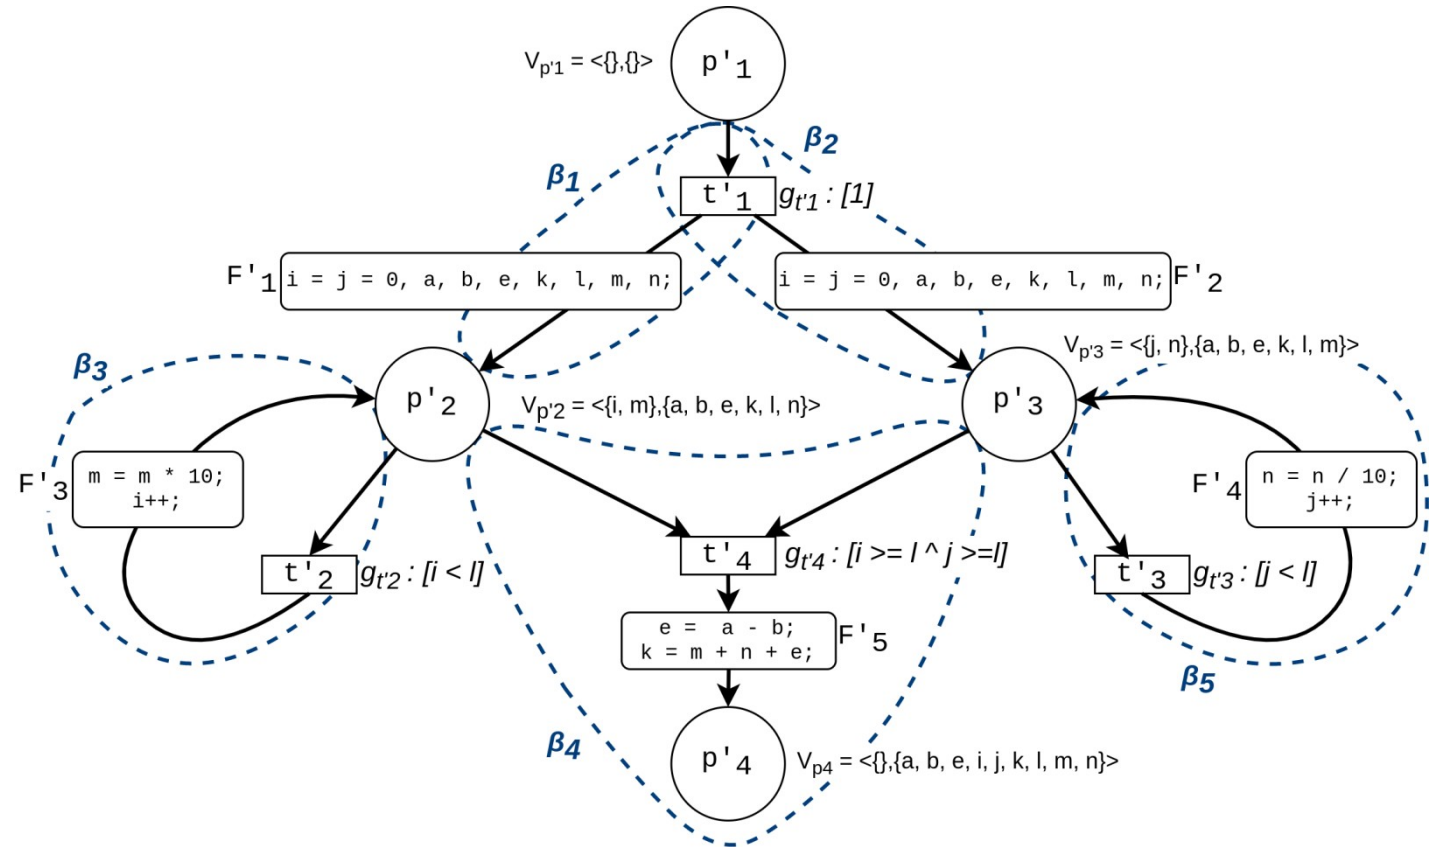 p'1
Vp'1 = <{},{}>
β1
β2
t'1
gt'1 : [1]
F'1
i = j = 0, a, b, e, k, l, m, n;
i = j = 0, a, b, e, k, l, m, n;
F'2
β3
p'2
Vp'2 = <{i, m},{a, b, e, k, l, n}>
p'3
Vp'3 = <{j, n},{a, b, e, k, l, m}>
F'3
m = m * 10;
i++;
F'4
n = n / 10;
j++;
t'2
gt'2 : [i < l]
t'4
gt'4 : [i >= l ^ j >=l]
t'3
gt'3 : [j < l]
e =  a - b;
k = m + n + e;
F'5
β5
β4
p'4
Vp4 = <{},{a, b, e, i, j, k, l, m, n}>